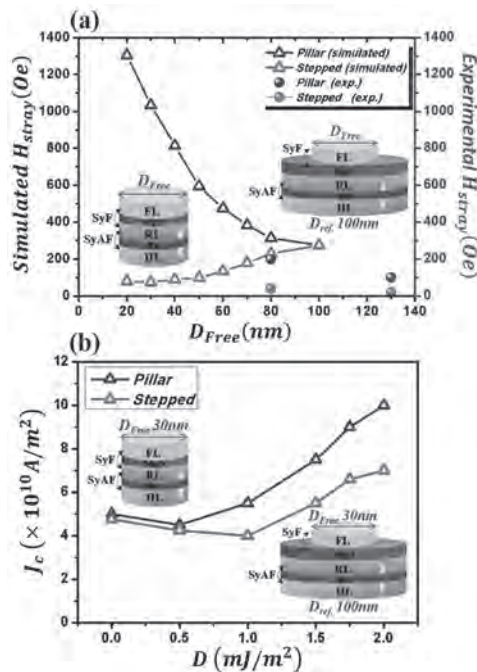 (a)
1400
1200
1000
800
600
400
200
0
Simulated H_stray(Oe)
1400
1200
1000
800
600
400
200
0
Experimental H_stray(Oe)
Pillar (simulated)
Stepped (simulated)
Pillar (exp.)
Stepped (exp.)
D_Free
SyF
FL
SyAF
RL
HL
D_Free
SyF
FL
SyAF
RL
HL
D_ref. 100nm
0 20 40 60 80 100 120 140
D_Free(nm)
(b)
12
10
8
6
4
2
0
J_c (× 10^10 A/m^2)
Pillar
Stepped
D_Free 30nm
SyF
FL
SyAF
RL
HL
D_Free 30nm
SyF
FL
SyAF
RL
HL
D_ref. 100nm
0.0 0.5 1.0 1.5 2.0
D (mJ/m^2)